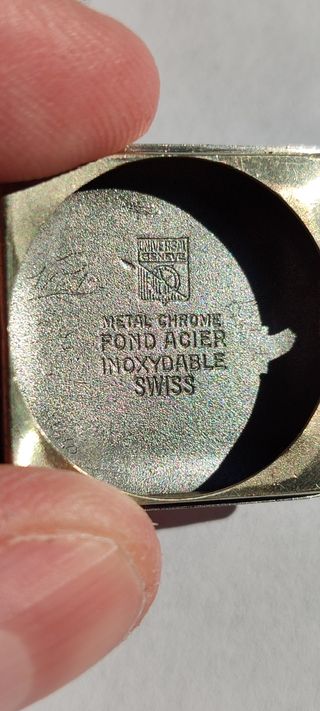 UNIVERSAL
GENEVE
METAL CHROME
FOND ACIER
INOXYDABLE
SWISS